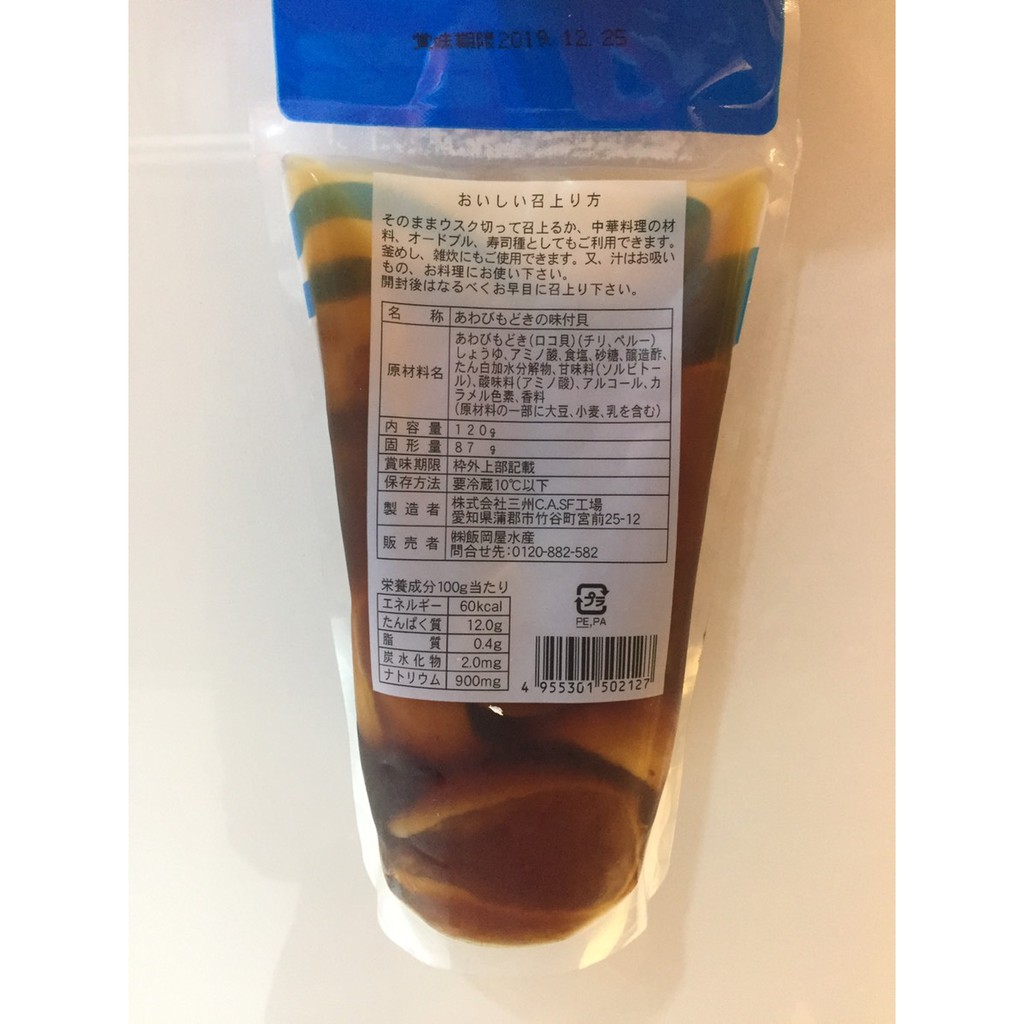 賞味期限2019.12.25
おいしい召上り方
そのままウスク切って召上るか、中華料理の材
料、オードブル、寿司種としてもご利用できます。
釜めし、雑炊にもご使用できます。又、汁はお吸い
もの、お料理にお使い下さい。
開封後はなるべくお早目に召上り下さい。
名 称 あわびもどきの味付貝
原材料名 あわびもどき(ロコ貝)(チリ、ペルー)
しょうゆ、アミノ酸、食塩、砂糖、醸造酢、
たん白加水分解物、甘味料(ソルビトー
ル)、酸味料(アミノ酸)、アルコール、カ
ラメル色素、香料
(原材料の一部に大豆、小麦、乳を含む)
内容量 120g
固形量 87 g
賞味期限 枠外上部記載
保存方法 要冷蔵10℃以下
製造者 株式会社三州C.A.SF工場
愛知県蒲郡市竹谷町宮前25-12
販売者 ㈱飯岡屋水産
問合せ先:0120-882-582
栄養成分100g当たり
エネルギー 60kcal
たんぱく質 12.0g
脂 質 0.4g
炭水化物 2.0mg
ナトリウム 900mg
プラ
PE,PA
4 955301 502127